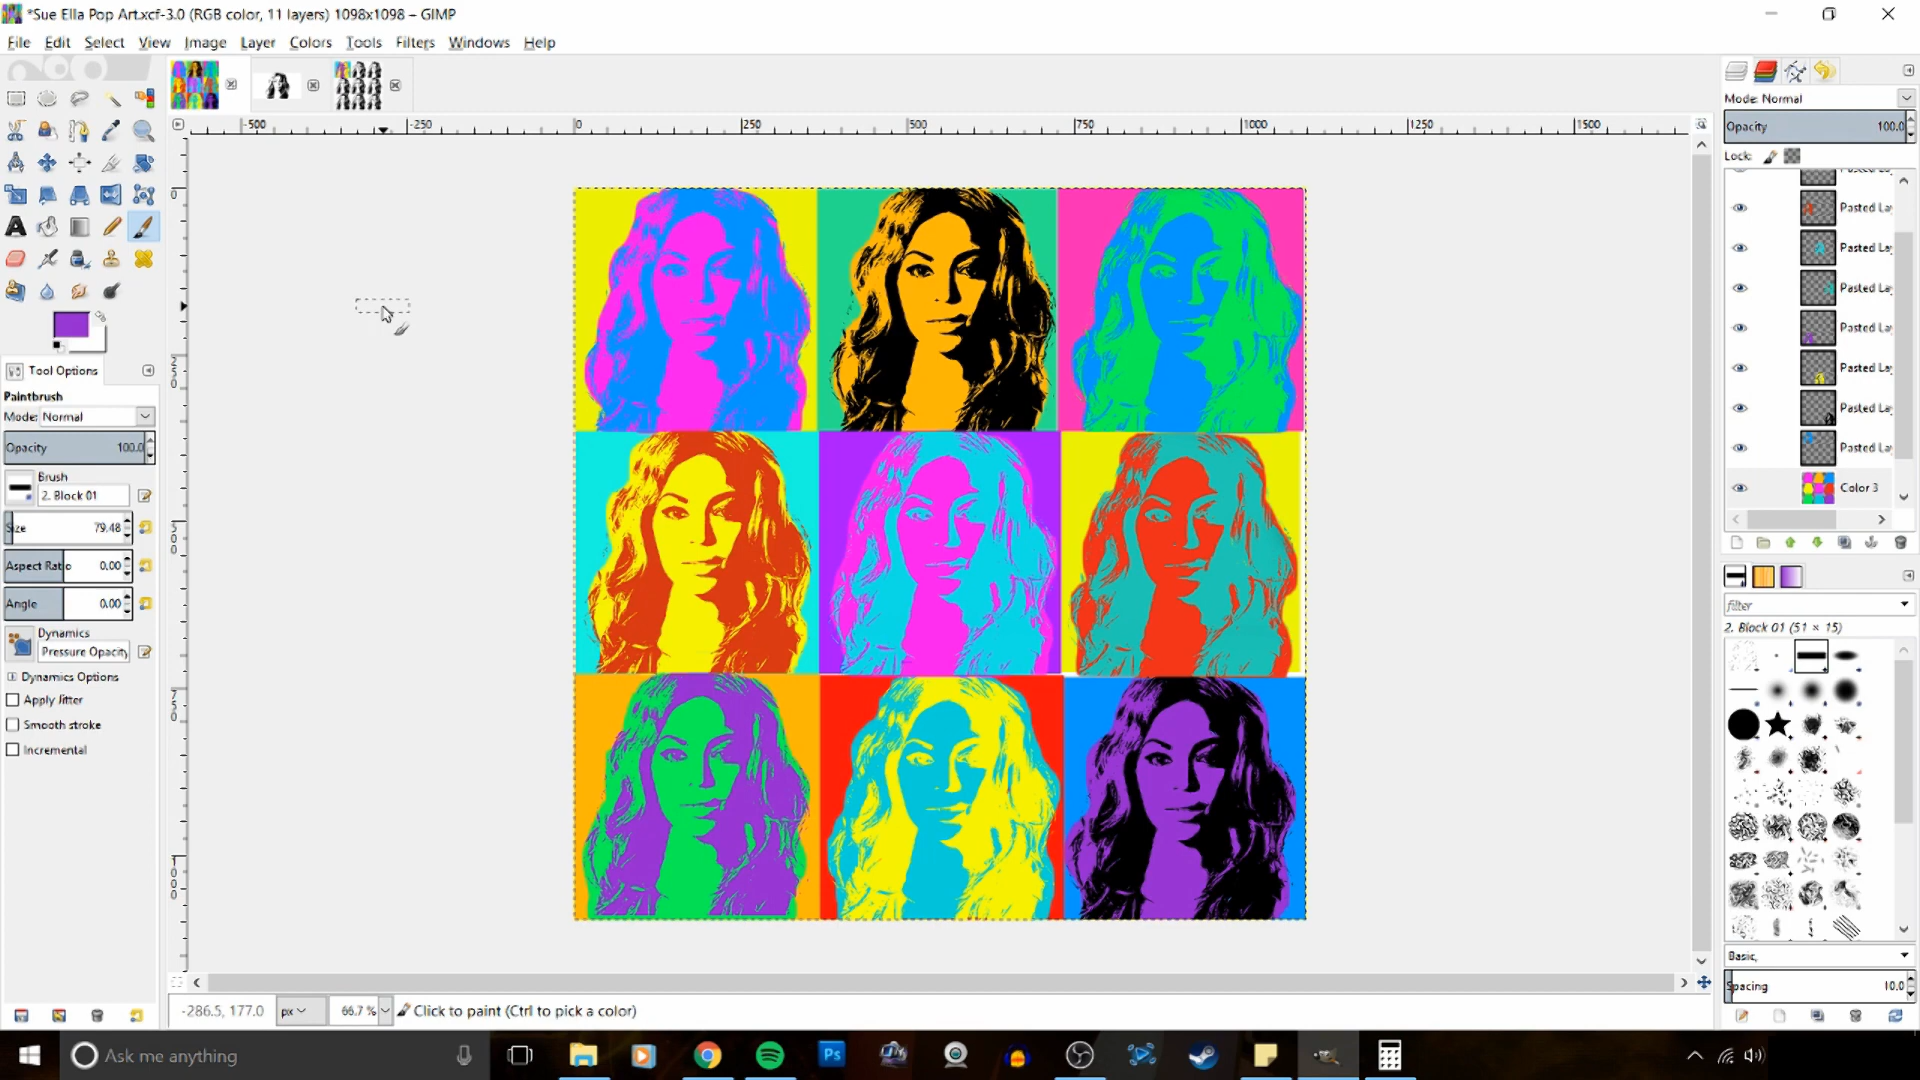 *Sue Ella Pop Art.xcf-3.0 (RGB color, 11 layers) 1098x1098 – GIMP
File Edit Select View Image Layer Colors Tools Filters Windows Help
-500 -250 0 250 500 750 1000 1250 1500
0
250
500
750
1000
Tool Options
Paintbrush
Mode: Normal
Opacity 100.0
Brush
2. Block 01
Size 79.48
Aspect Ratio 0.00
Angle 0.00
Dynamics
Pressure Opacity
Dynamics Options
Apply Jitter
Smooth stroke
Incremental
-286.5, 177.0 px 66.7 % Click to paint (Ctrl to pick a color)
Mode: Normal
Opacity 100.0
Lock:
Pasted La
Pasted La
Pasted La
Pasted La
Pasted La
Pasted La
Pasted La
Color 3
filter
2. Block 01 (51 × 15)
Basic,
Spacing 10.0
Ask me anything
Ps